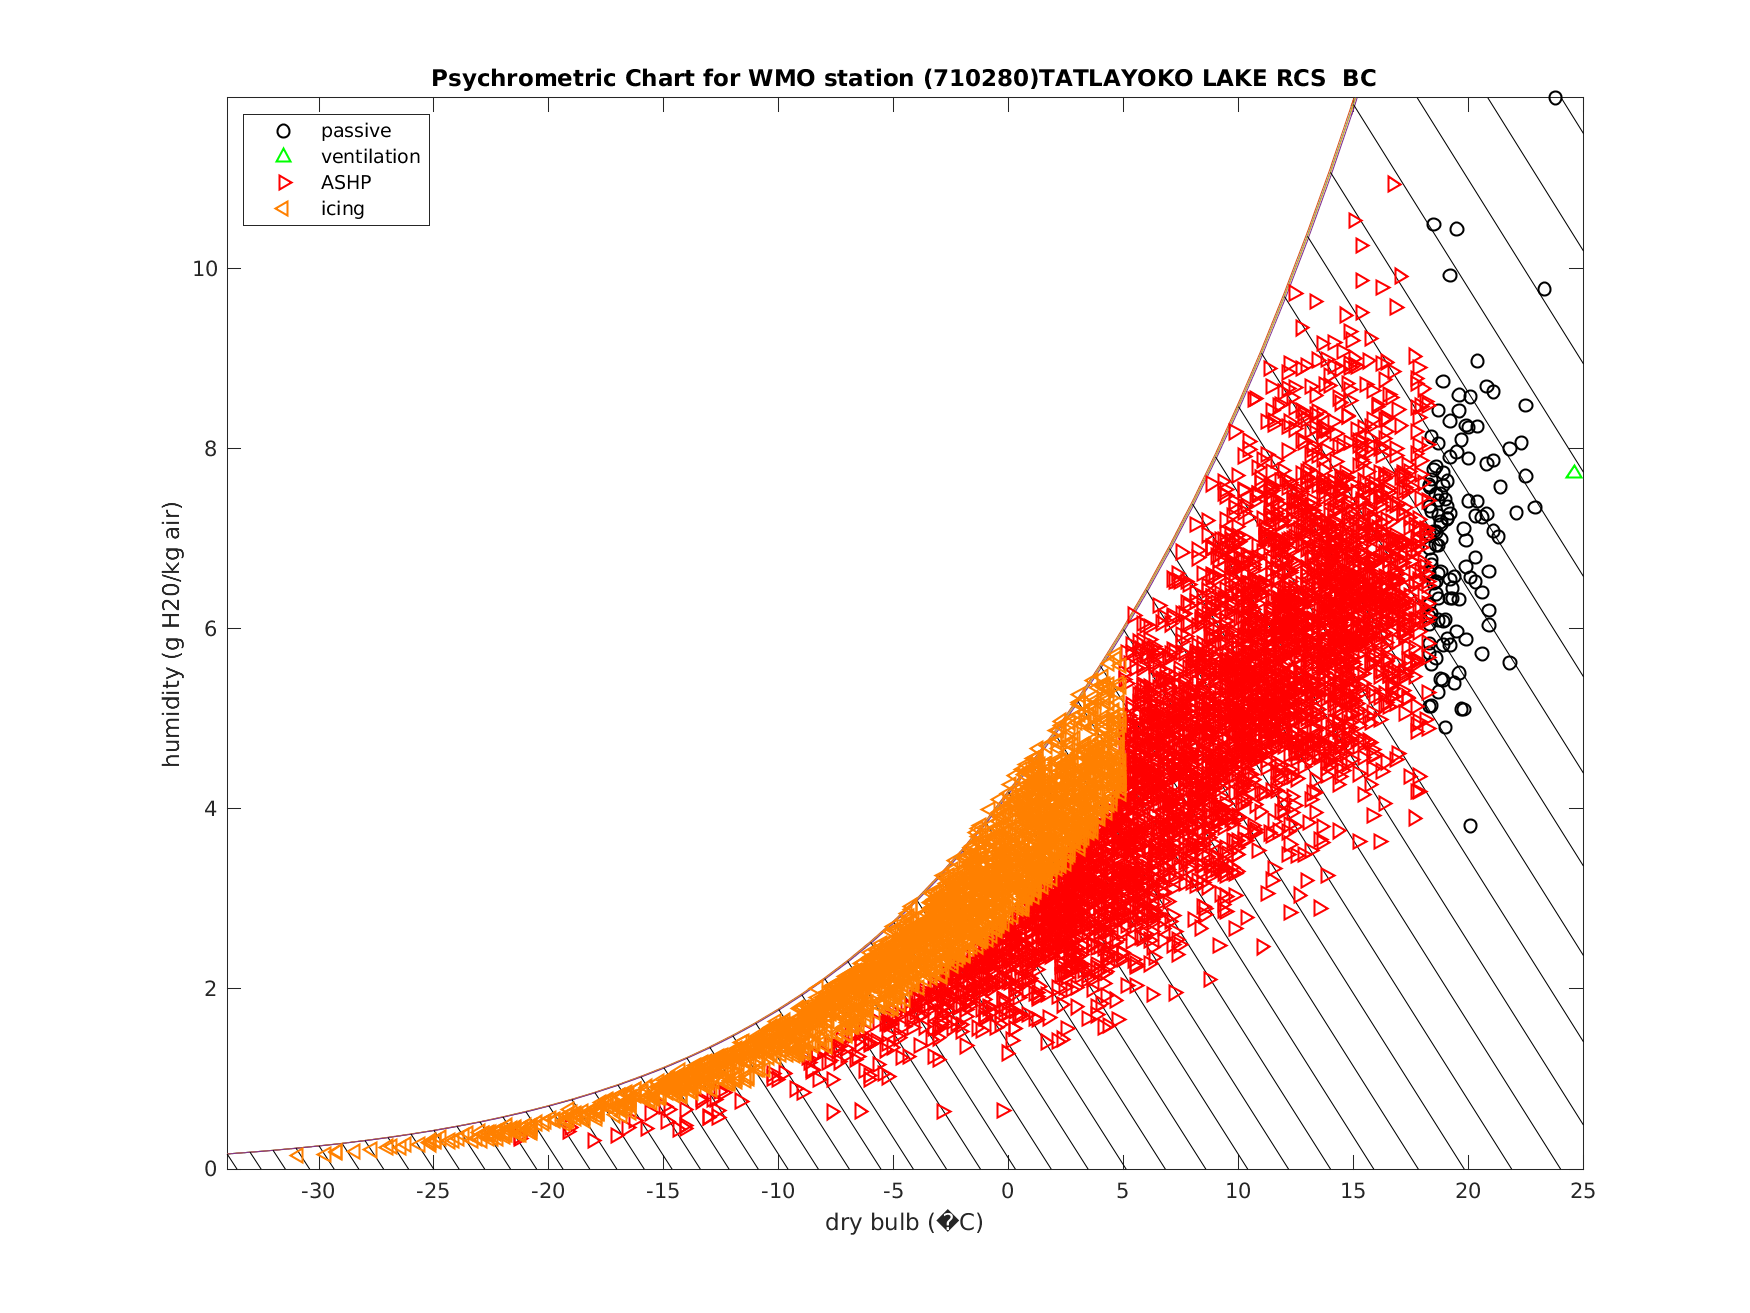 Psychrometric Chart for WMO station (710280)TATLAYOKO LAKE RCS  BC
passive
ventilation
ASHP
icing
10
8
6
4
2
0
humidity (g H20/kg air)
-30 -25 -20 -15 -10 -5 0 5 10 15 20 25
dry bulb (�C)